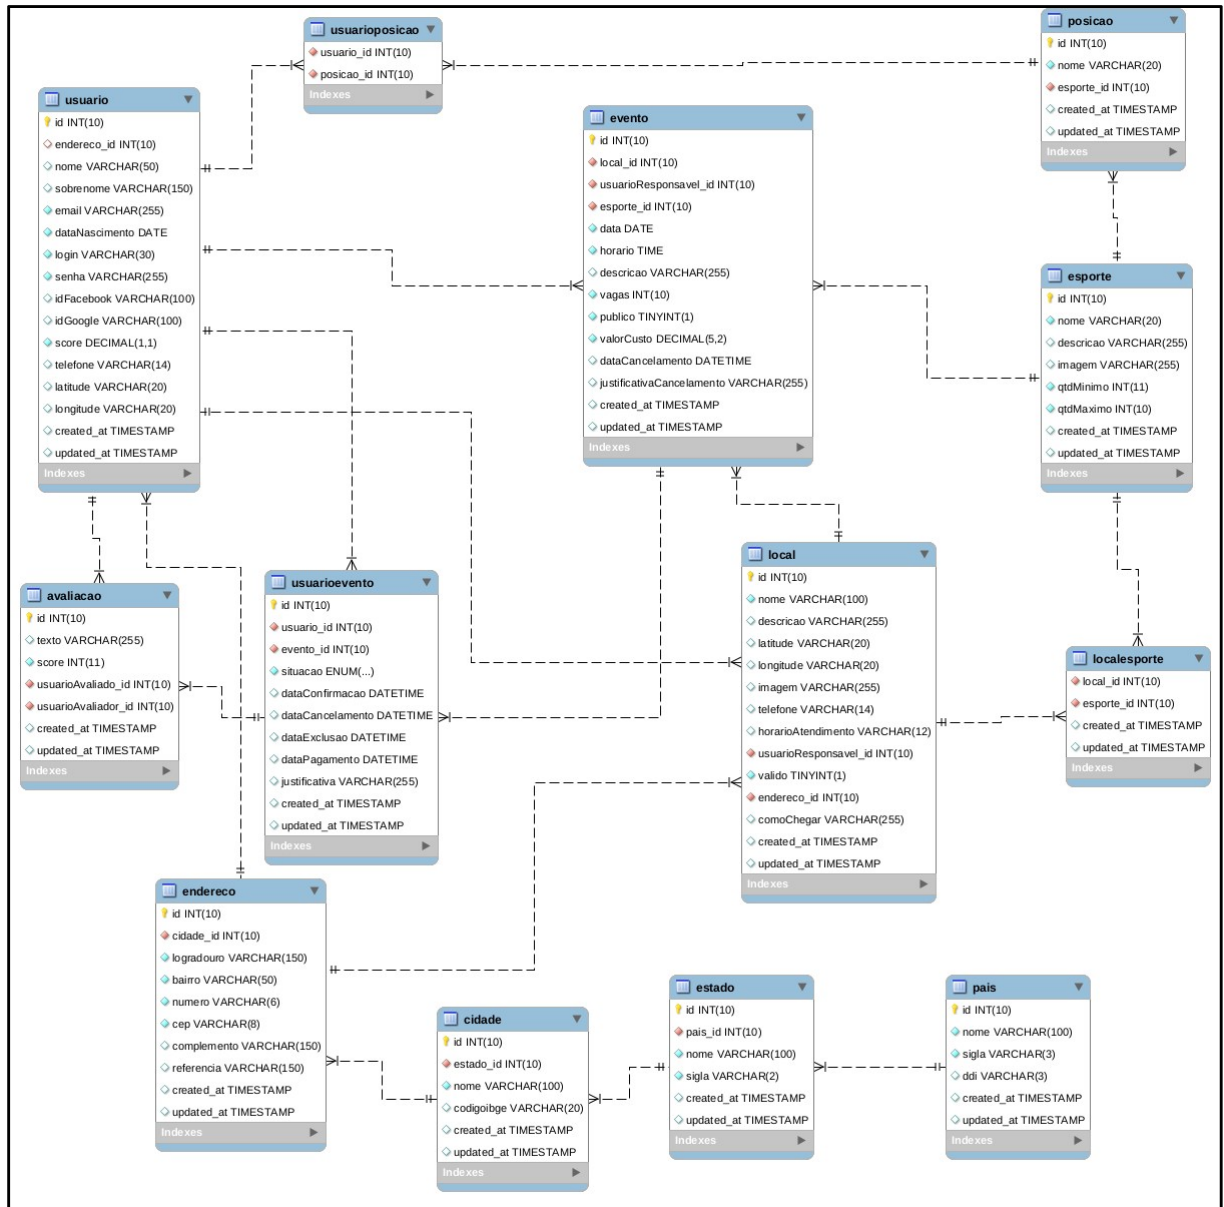 usuarioposicao
usuario_id INT(10)
posicao_id INT(10)
Indexes
posicao
id INT(10)
nome VARCHAR(20)
esporte_id INT(10)
created_at TIMESTAMP
updated_at TIMESTAMP
Indexes
usuario
id INT(10)
endereco_id INT(10)
nome VARCHAR(50)
sobrenome VARCHAR(150)
email VARCHAR(255)
dataNascimento DATE
login VARCHAR(30)
senha VARCHAR(255)
idFacebook VARCHAR(100)
idGoogle VARCHAR(100)
score DECIMAL(1,1)
telefone VARCHAR(14)
latitude VARCHAR(20)
longitude VARCHAR(20)
created_at TIMESTAMP
updated_at TIMESTAMP
Indexes
evento
id INT(10)
local_id INT(10)
usuarioResponsavel_id INT(10)
esporte_id INT(10)
data DATE
horario TIME
descricao VARCHAR(255)
vagas INT(10)
publico TINYINT(1)
valorCusto DECIMAL(5,2)
dataCancelamento DATETIME
justificativaCancelamento VARCHAR(255)
created_at TIMESTAMP
updated_at TIMESTAMP
Indexes
esporte
id INT(10)
nome VARCHAR(20)
descricao VARCHAR(255)
imagem VARCHAR(255)
qtdMinimo INT(11)
qtdMaximo INT(10)
created_at TIMESTAMP
updated_at TIMESTAMP
Indexes
avaliacao
id INT(10)
texto VARCHAR(255)
score INT(11)
usuarioAvaliado_id INT(10)
usuarioAvaliador_id INT(10)
created_at TIMESTAMP
updated_at TIMESTAMP
Indexes
usuarioevento
id INT(10)
usuario_id INT(10)
evento_id INT(10)
situacao ENUM(...)
dataConfirmacao DATETIME
dataCancelamento DATETIME
dataExclusao DATETIME
dataPagamento DATETIME
justificativa VARCHAR(255)
created_at TIMESTAMP
updated_at TIMESTAMP
Indexes
local
id INT(10)
nome VARCHAR(100)
descricao VARCHAR(255)
latitude VARCHAR(20)
longitude VARCHAR(20)
imagem VARCHAR(255)
telefone VARCHAR(14)
horarioAtendimento VARCHAR(12)
usuarioResponsavel_id INT(10)
valido TINYINT(1)
endereco_id INT(10)
comoChegar VARCHAR(255)
created_at TIMESTAMP
updated_at TIMESTAMP
Indexes
localesporte
local_id INT(10)
esporte_id INT(10)
created_at TIMESTAMP
updated_at TIMESTAMP
Indexes
endereco
id INT(10)
cidade_id INT(10)
logradouro VARCHAR(150)
bairro VARCHAR(50)
numero VARCHAR(6)
cep VARCHAR(8)
complemento VARCHAR(150)
referencia VARCHAR(150)
created_at TIMESTAMP
updated_at TIMESTAMP
Indexes
cidade
id INT(10)
estado_id INT(10)
nome VARCHAR(100)
codigoibge VARCHAR(20)
created_at TIMESTAMP
updated_at TIMESTAMP
Indexes
estado
id INT(10)
pais_id INT(10)
nome VARCHAR(100)
sigla VARCHAR(2)
created_at TIMESTAMP
updated_at TIMESTAMP
Indexes
pais
id INT(10)
nome VARCHAR(100)
sigla VARCHAR(3)
ddi VARCHAR(3)
created_at TIMESTAMP
updated_at TIMESTAMP
Indexes